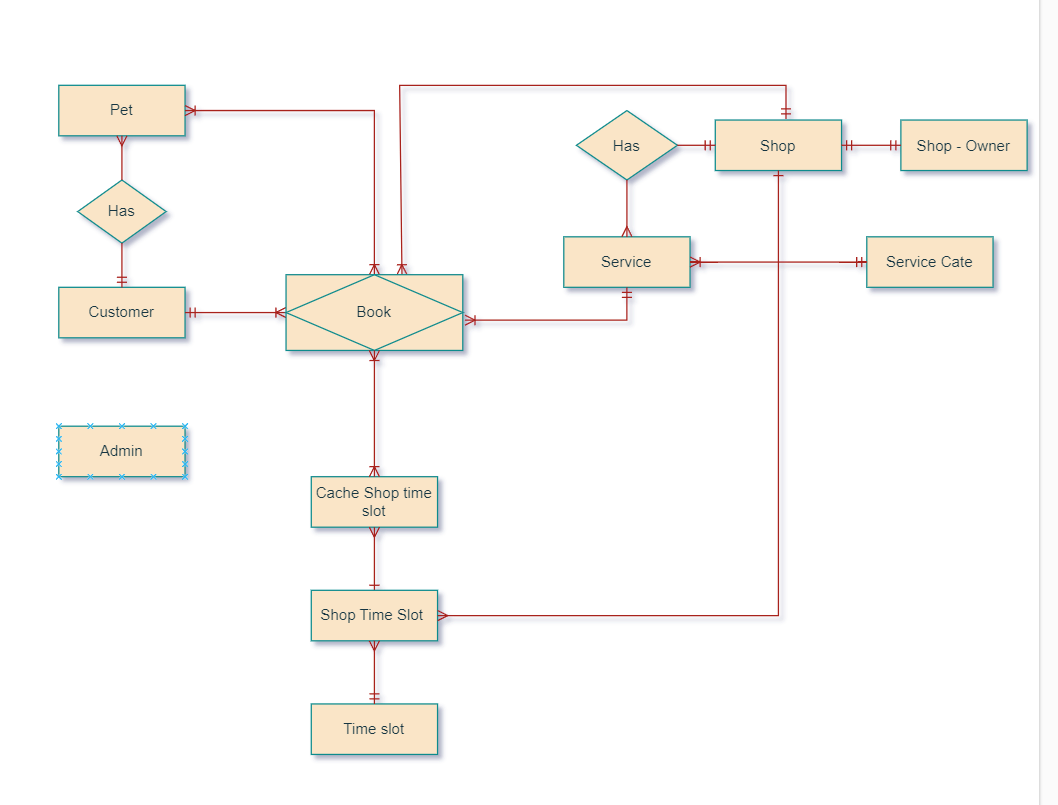 Pet
Has
Shop
Shop - Owner
Has
Service
Service Cate
Customer
Book
Admin
Cache Shop time
slot
Shop Time Slot
Time slot